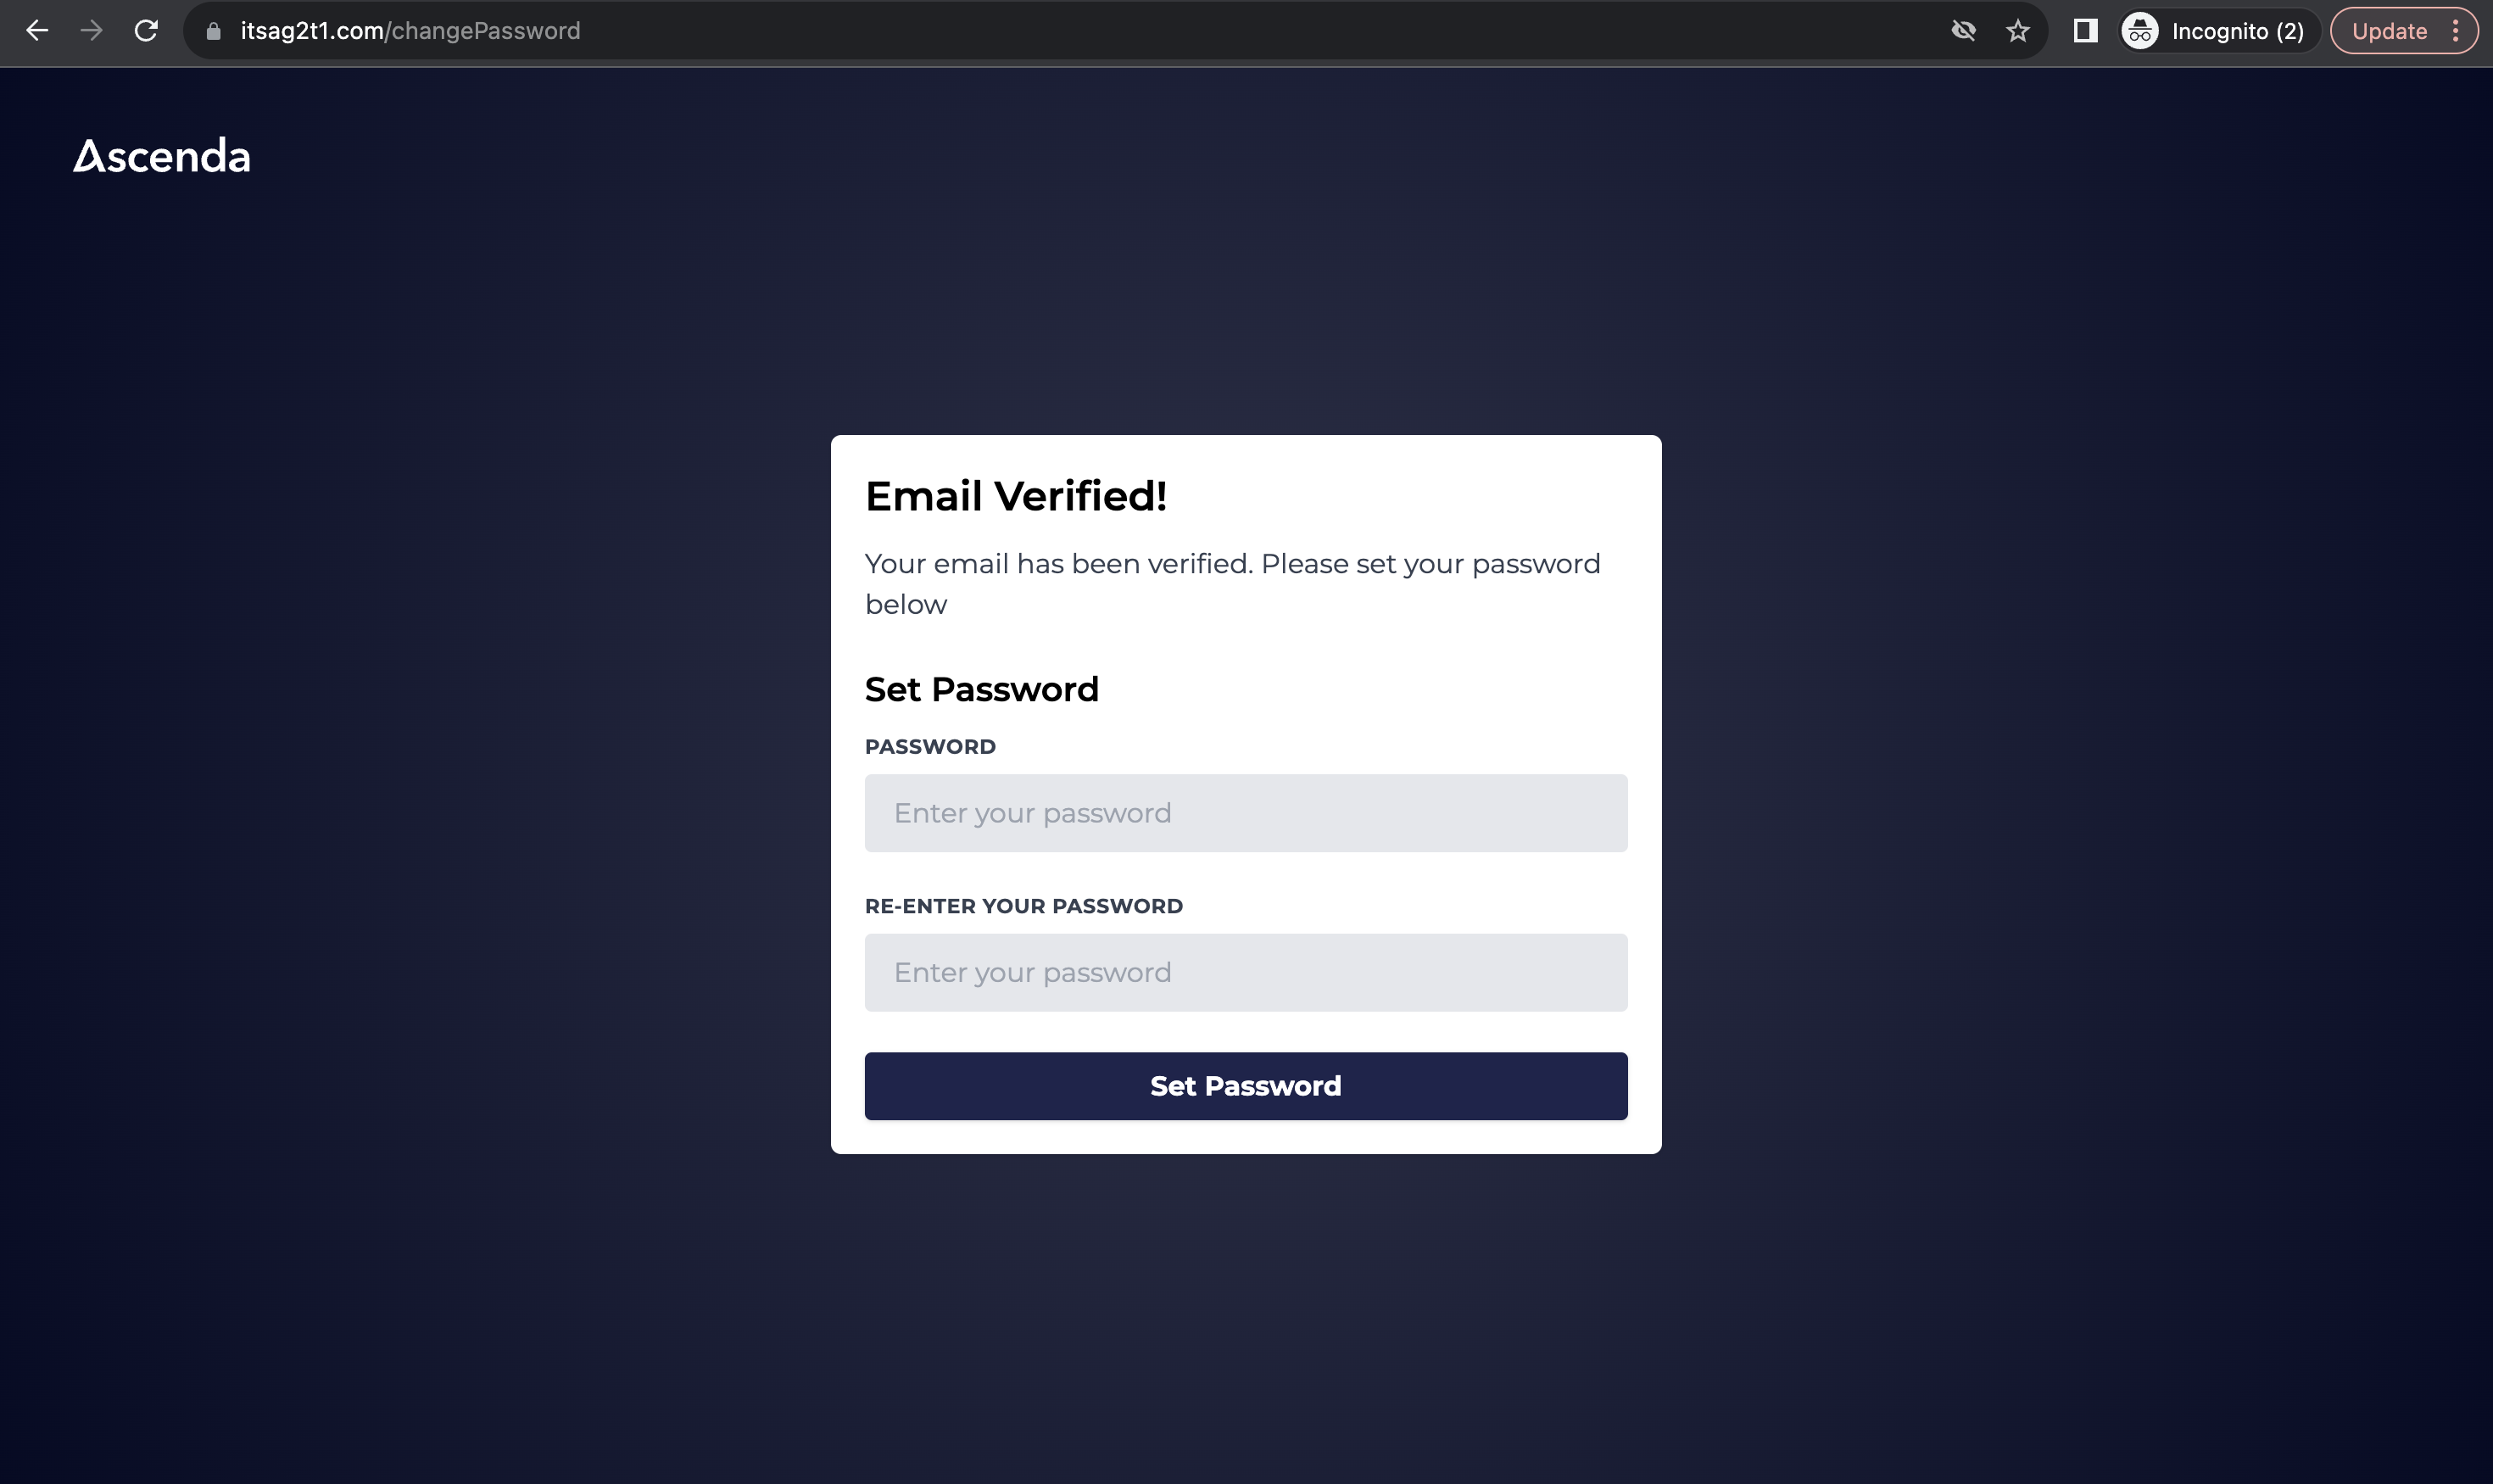 itsag2t1.com/changePassword
Incognito (2)
Update
Ascenda
Email Verified!
Your email has been verified. Please set your password
below
Set Password
PASSWORD
Enter your password
RE-ENTER YOUR PASSWORD
Enter your password
Set Password